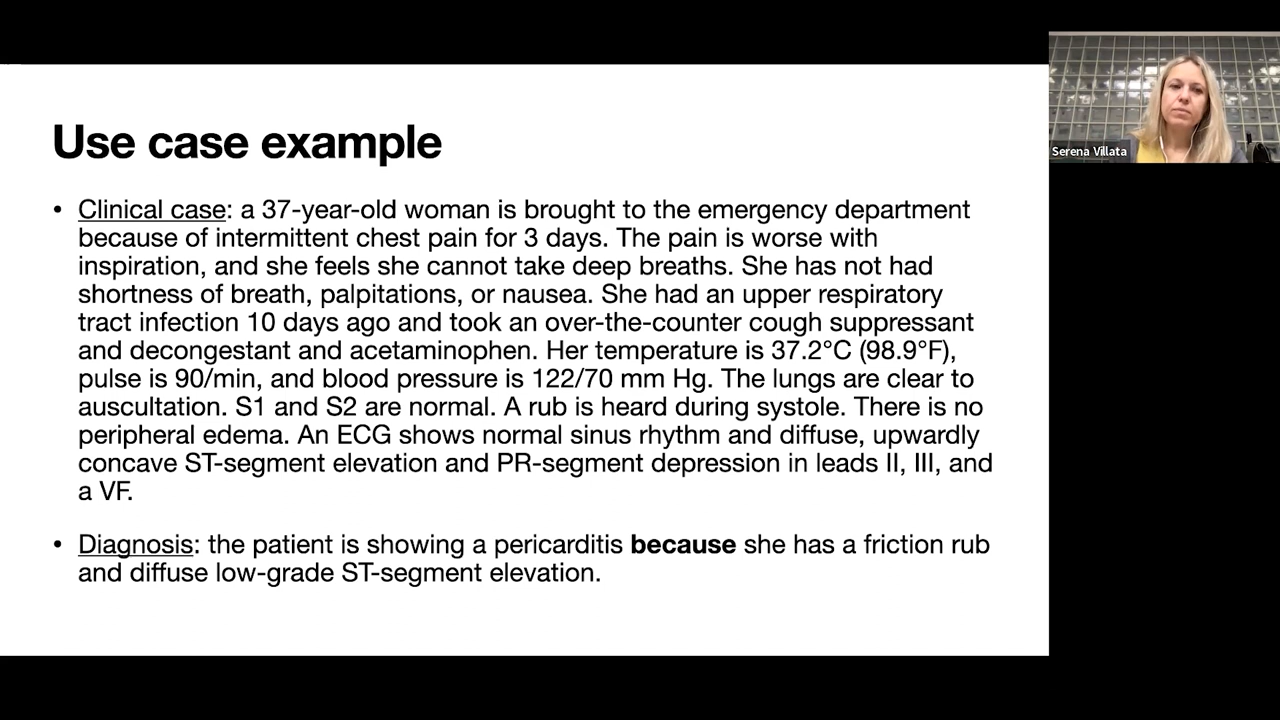 Use case example
• Clinical case: a 37-year-old woman is brought to the emergency department
because of intermittent chest pain for 3 days. The pain is worse with
inspiration, and she feels she cannot take deep breaths. She has not had
shortness of breath, palpitations, or nausea. She had an upper respiratory
tract infection 10 days ago and took an over-the-counter cough suppressant
and decongestant and acetaminophen. Her temperature is 37.2°C (98.9°F),
pulse is 90/min, and blood pressure is 122/70 mm Hg. The lungs are clear to
auscultation. S1 and S2 are normal. A rub is heard during systole. There is no
peripheral edema. An ECG shows normal sinus rhythm and diffuse, upwardly
concave ST-segment elevation and PR-segment depression in leads II, III, and
a VF.
• Diagnosis: the patient is showing a pericarditis because she has a friction rub
and diffuse low-grade ST-segment elevation.
Serena Villata